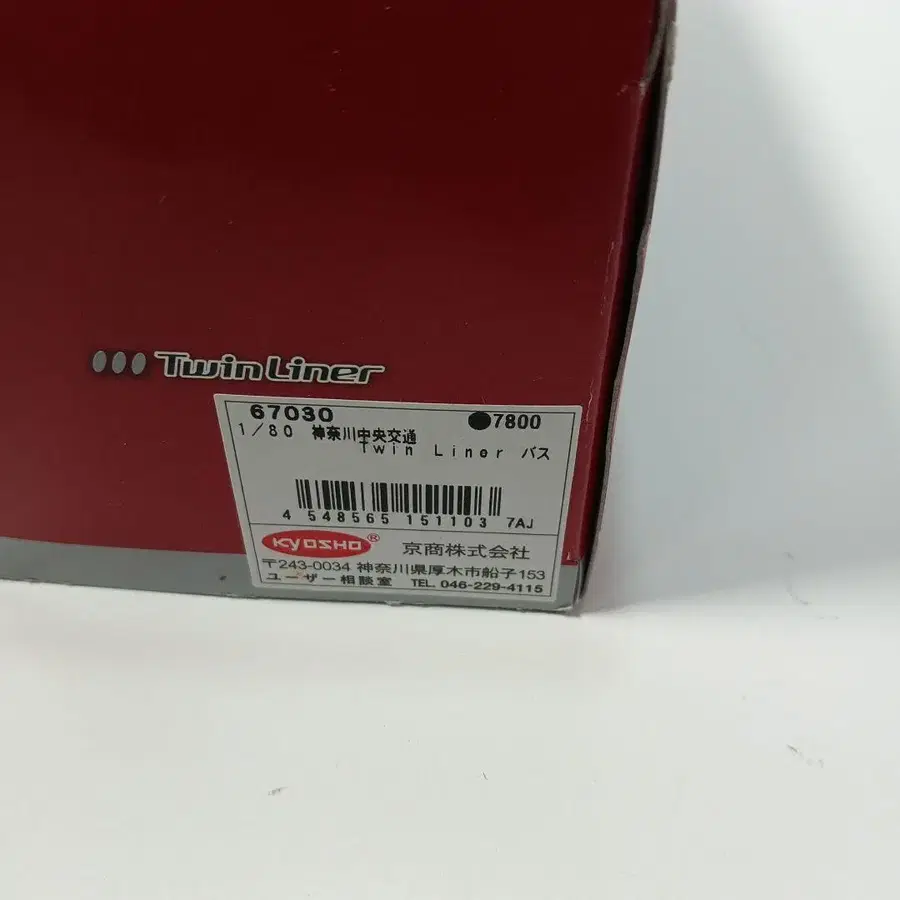 Twin Liner
67030 ●7800
1/80 神奈川中央交通
Twin Liner バス
4 548565 151103 7AJ
KYOSHO® 京商株式会社
〒243-0034 神奈川県厚木市船子153
ユーザー相談室 TEL. 046-229-4115